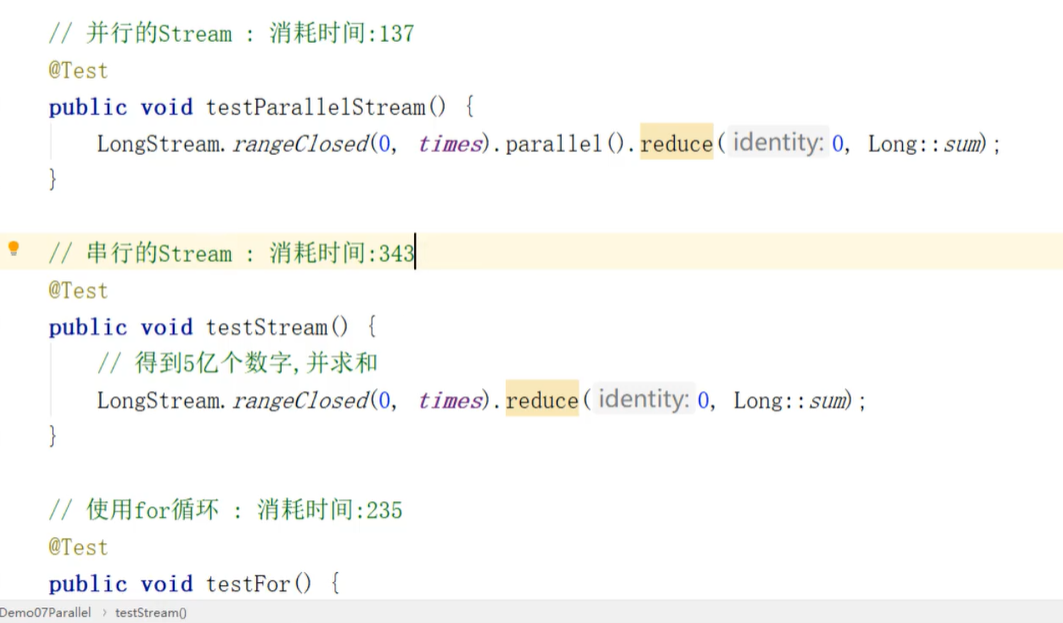 // 并行的Stream : 消耗时间:137
@Test
public void testParallelStream() {
LongStream.rangeClosed(0, times).parallel().reduce( identity: 0, Long::sum);
}
// 串行的Stream : 消耗时间:343
@Test
public void testStream() {
// 得到5亿个数字,并求和
LongStream.rangeClosed(0, times).reduce( identity: 0, Long::sum);
}
// 使用for循环 : 消耗时间:235
@Test
public void testFor() {
Demo07Parallel › testStream()